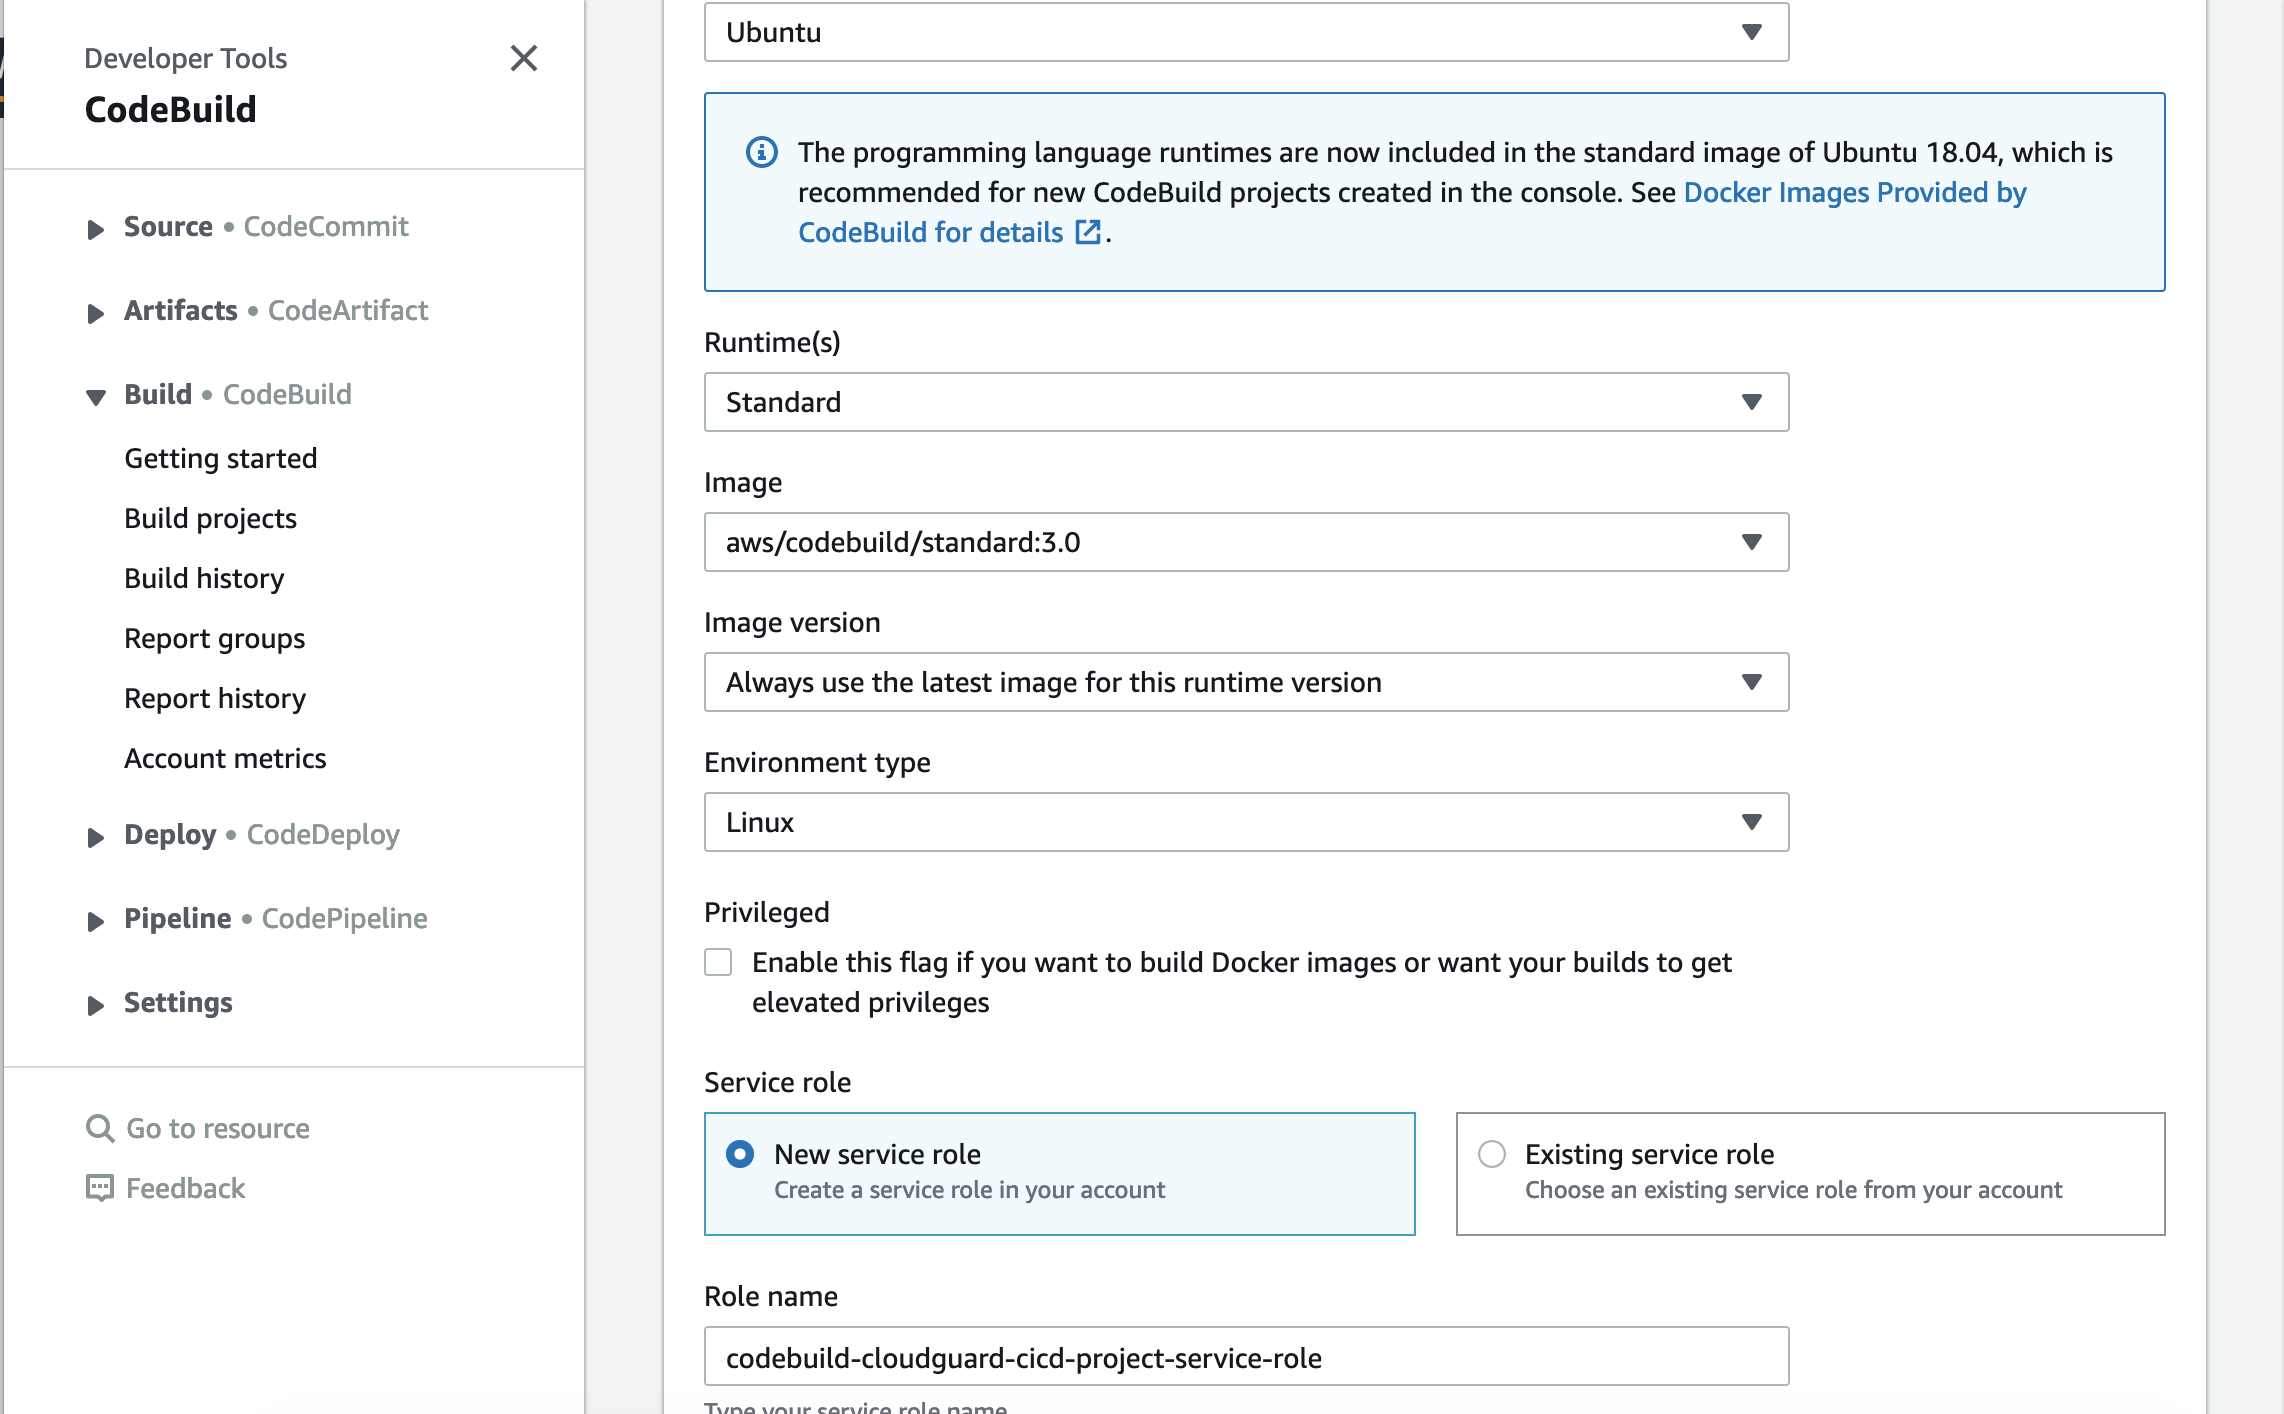 Developer Tools
CodeBuild
Source • CodeCommit
Artifacts • CodeArtifact
Build • CodeBuild
Getting started
Build projects
Build history
Report groups
Report history
Account metrics
Deploy • CodeDeploy
Pipeline • CodePipeline
Settings
Go to resource
Feedback
Ubuntu
The programming language runtimes are now included in the standard image of Ubuntu 18.04, which is
recommended for new CodeBuild projects created in the console. See Docker Images Provided by
CodeBuild for details .
Runtime(s)
Standard
Image
aws/codebuild/standard:3.0
Image version
Always use the latest image for this runtime version
Environment type
Linux
Privileged
Enable this flag if you want to build Docker images or want your builds to get
elevated privileges
Service role
New service role
Create a service role in your account
Existing service role
Choose an existing service role from your account
Role name
codebuild-cloudguard-cicd-project-service-role
Type your service role name